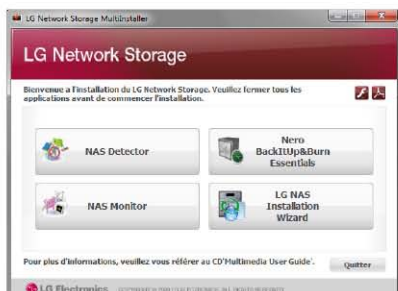 LG Network Storage MultiInstaller
LG Network Storage
Bienvenue a l'installation du LG Network Storage. Veuillez fermer tous les
applications avant de commencer l'installation.
NAS Detector
Nero
BackItUp&Burn
Essentials
NAS Monitor
LG NAS
Installation
Wizard
Pour plus d'informations, veuillez vous référer au CD'Multimedia User Guide'.
Quitter
LG Electronics